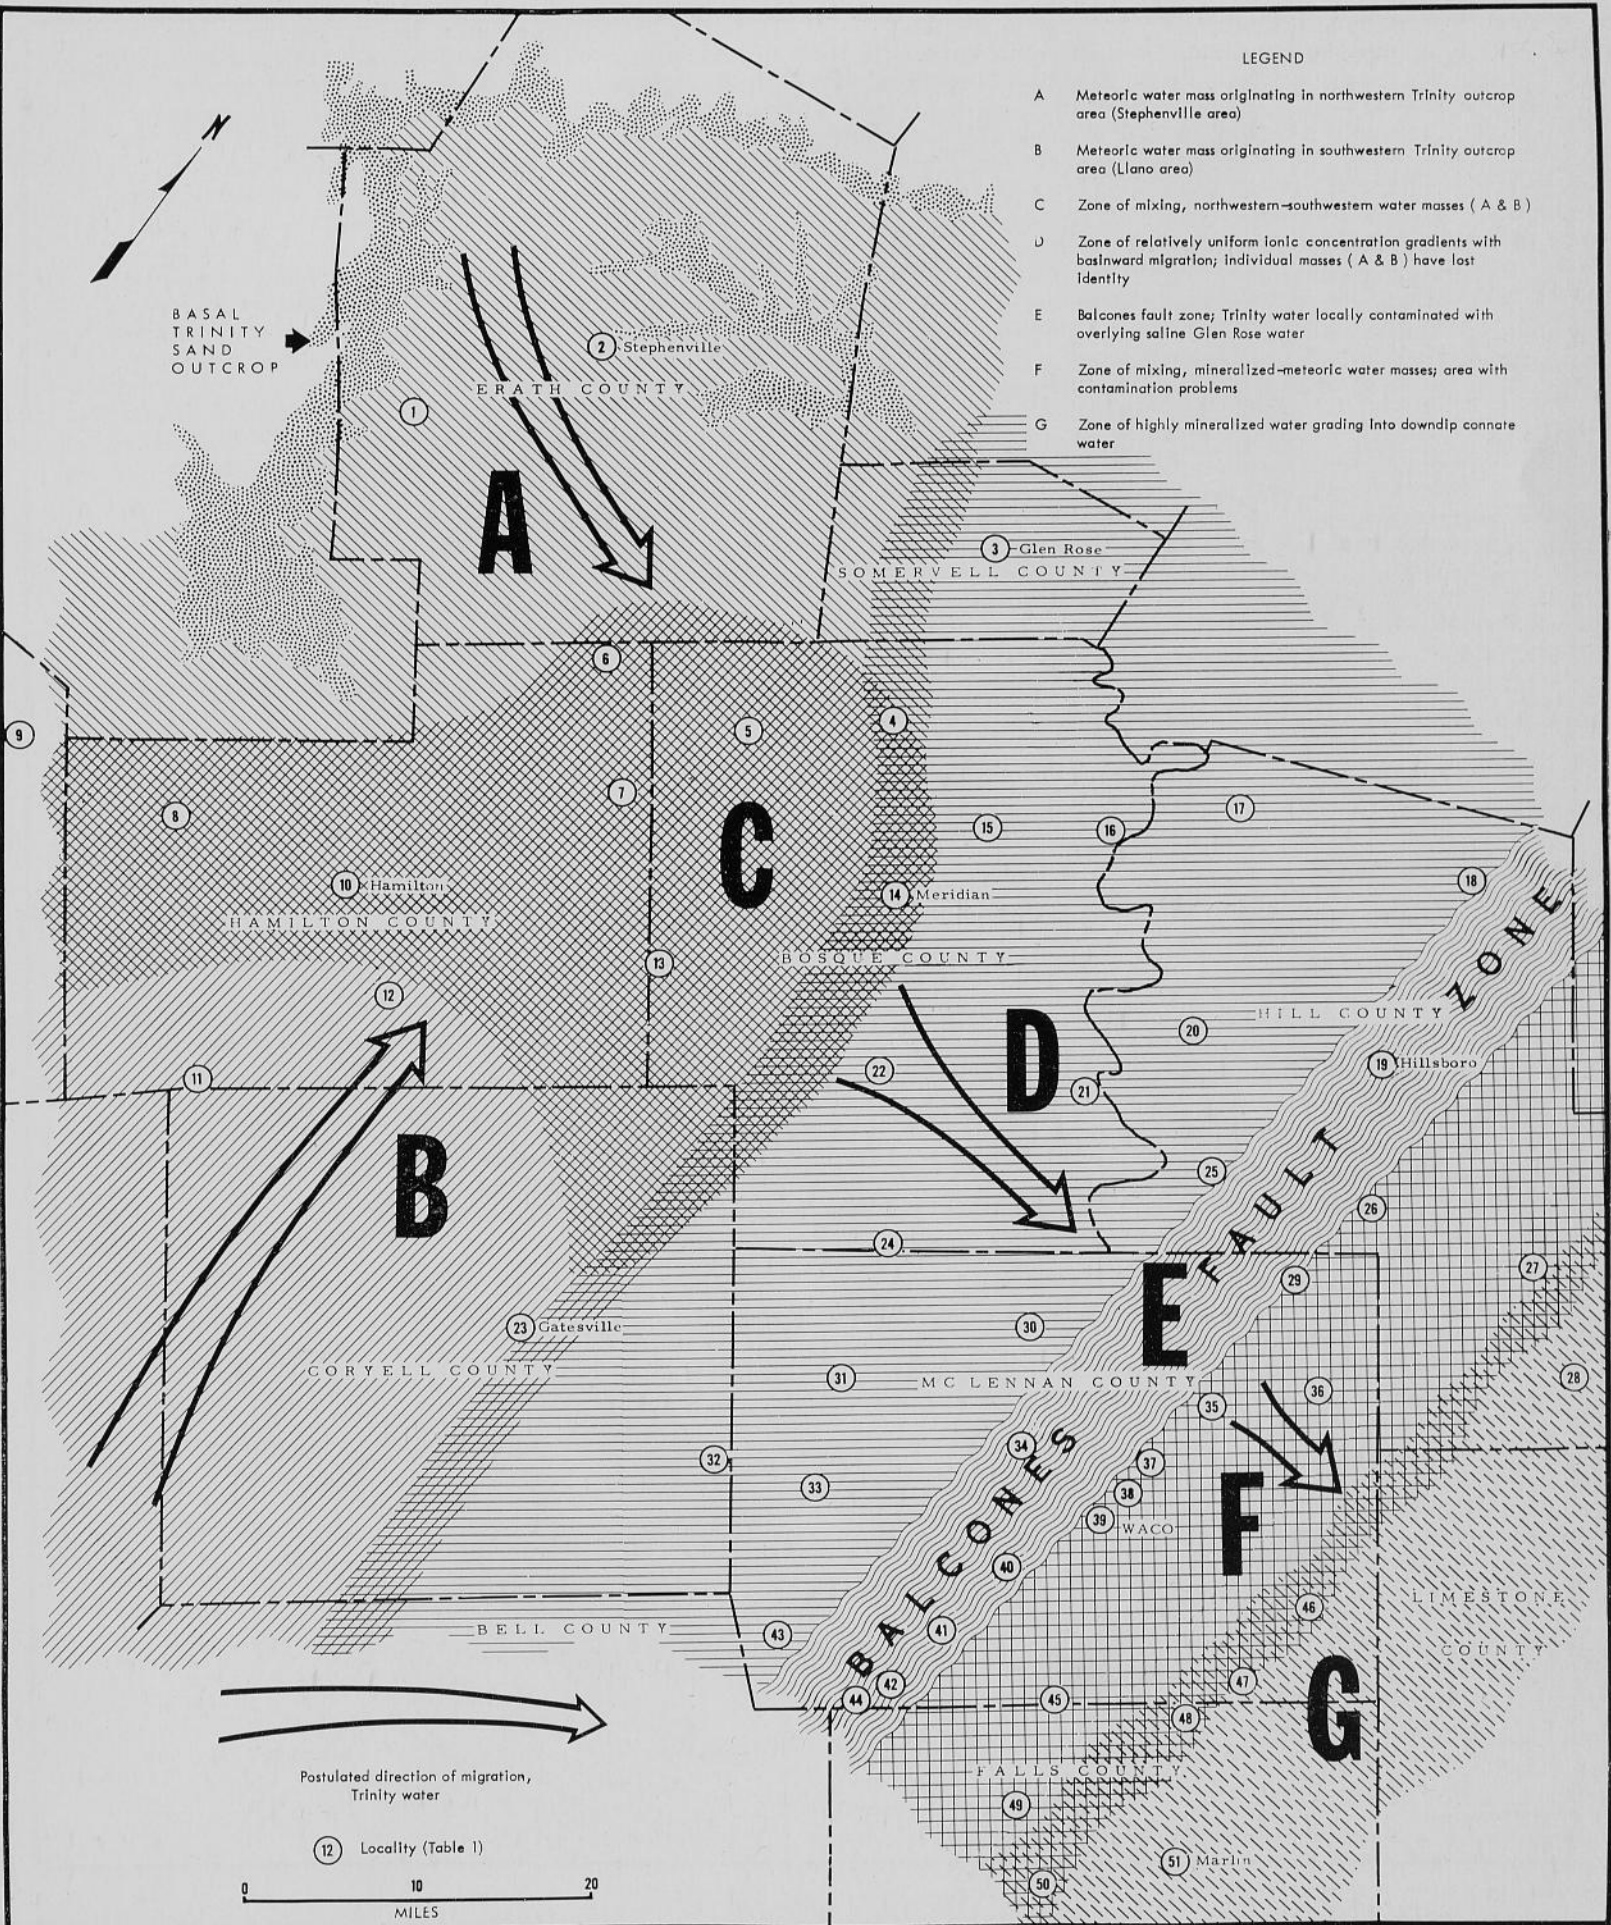 LEGEND
A Meteoric water mass originating in northwestern Trinity outcrop
area (Stephenville area)
B Meteoric water mass originating in southwestern Trinity outcrop
area (Llano area)
C Zone of mixing, northwestern-southwestern water masses ( A & B )
D Zone of relatively uniform ionic concentration gradients with
basinward migration; individual masses ( A & B ) have lost
identity
E Balcones fault zone; Trinity water locally contaminated with
overlying saline Glen Rose water
F Zone of mixing, mineralized-meteoric water masses; area with
contamination problems
G Zone of highly mineralized water grading into downdip connate
water
N
BASAL
TRINITY
SAND
OUTCROP
2 Stephenville
ERATH COUNTY
1
A
3 Glen Rose
SOMERVELL COUNTY
6
9
5
4
7
8
C
15
16
17
10 Hamilton
14 Meridian
18
HAMILTON COUNTY
13
BOSQUE COUNTY
12
D
20
HILL COUNTY
19 Hillsboro
11
22
21
B
25
26
24
E
BALCONES FAULT ZONE
27
29
23 Gatesville
30
CORYELL COUNTY
31
MC LENNAN COUNTY
28
36
35
34
32
33
37
38
39 WACO
F
40
46
LIMESTONE
COUNTY
BELL COUNTY
43
41
42
44
45
47
48
G
FALLS COUNTY
49
51 Marlin
50
Postulated direction of migration,
Trinity water
12 Locality (Table 1)
0 10 20
MILES